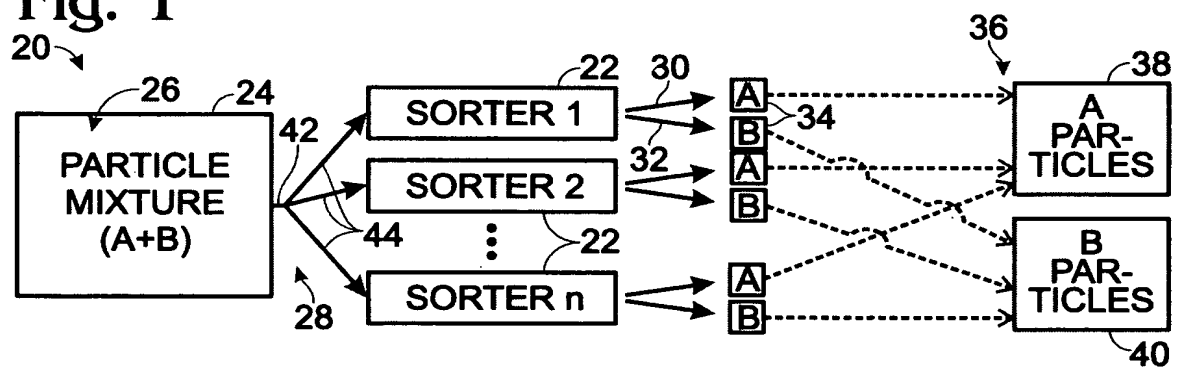 Fig. 1
20
26
24
PARTICLE
MIXTURE
(A+B)
42
44
28
22
SORTER 1
SORTER 2
22
SORTER n
30
32
A
B
34
A
B
A
B
36
38
A
PAR-
TICLES
B
PAR-
TICLES
40